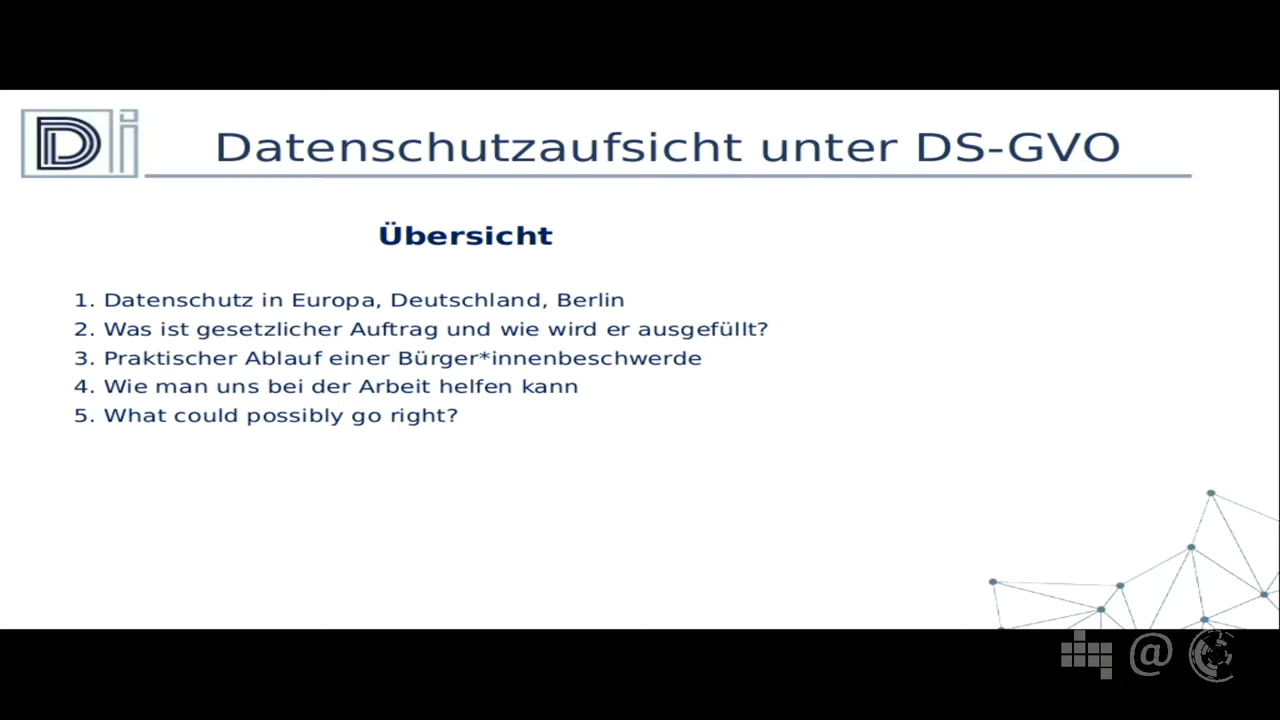 Di
Datenschutzaufsicht unter DS-GVO
Übersicht
1. Datenschutz in Europa, Deutschland, Berlin
2. Was ist gesetzlicher Auftrag und wie wird er ausgefüllt?
3. Praktischer Ablauf einer Bürger*innenbeschwerde
4. Wie man uns bei der Arbeit helfen kann
5. What could possibly go right?
@